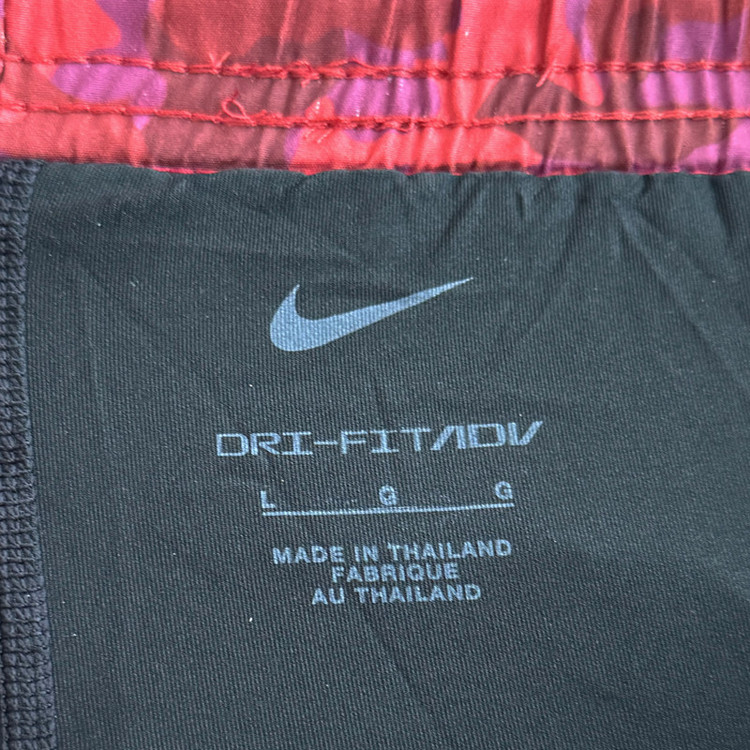 DRI-FIT/ADV
L G G
MADE IN THAILAND
FABRIQUE
AU THAILAND